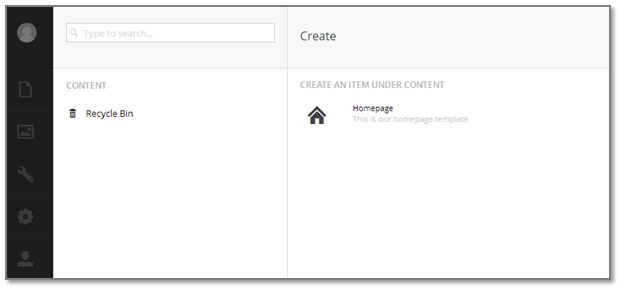 Type to search...
Create
CONTENT
Recycle Bin
CREATE AN ITEM UNDER CONTENT
Homepage
This is our homepage template